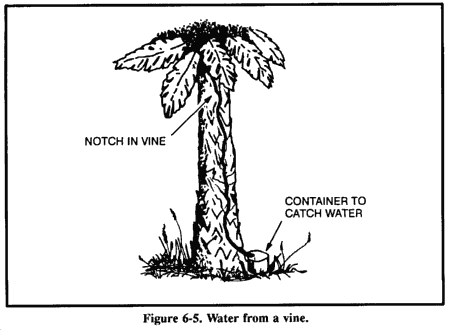 NOTCH IN VINE
CONTAINER TO
CATCH WATER
Figure 6-5. Water from a vine.